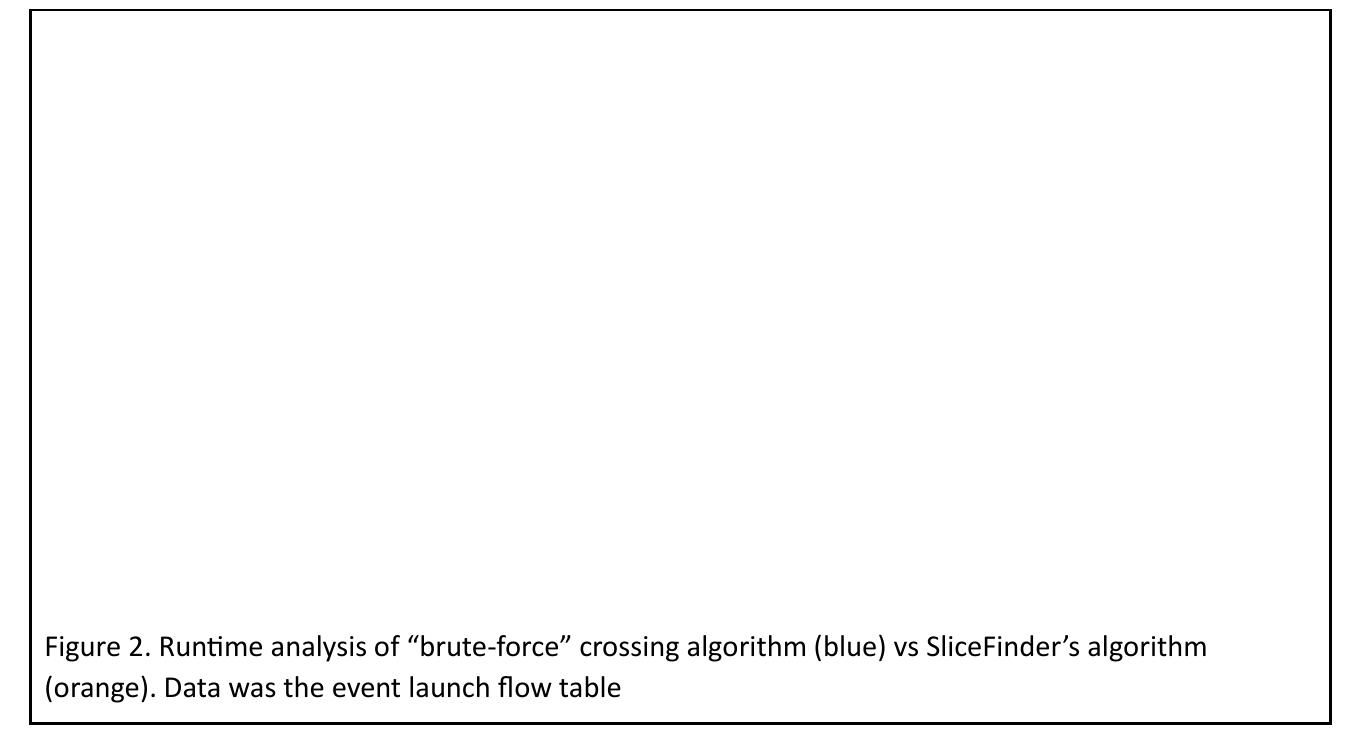 Figure 2. Runtime analysis of “brute-force” crossing algorithm (blue) vs SliceFinder’s algorithm
(orange). Data was the event launch flow table